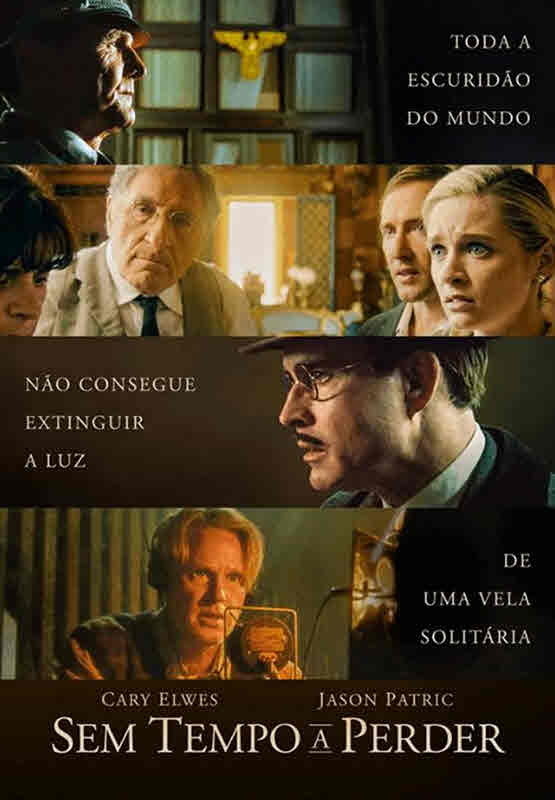 TODA A
ESCURIDÃO
DO MUNDO
NÃO CONSEGUE
EXTINGUIR
A LUZ
DE
UMA VELA
SOLITÁRIA
CARY ELWES JASON PATRIC
SEM TEMPO A PERDER